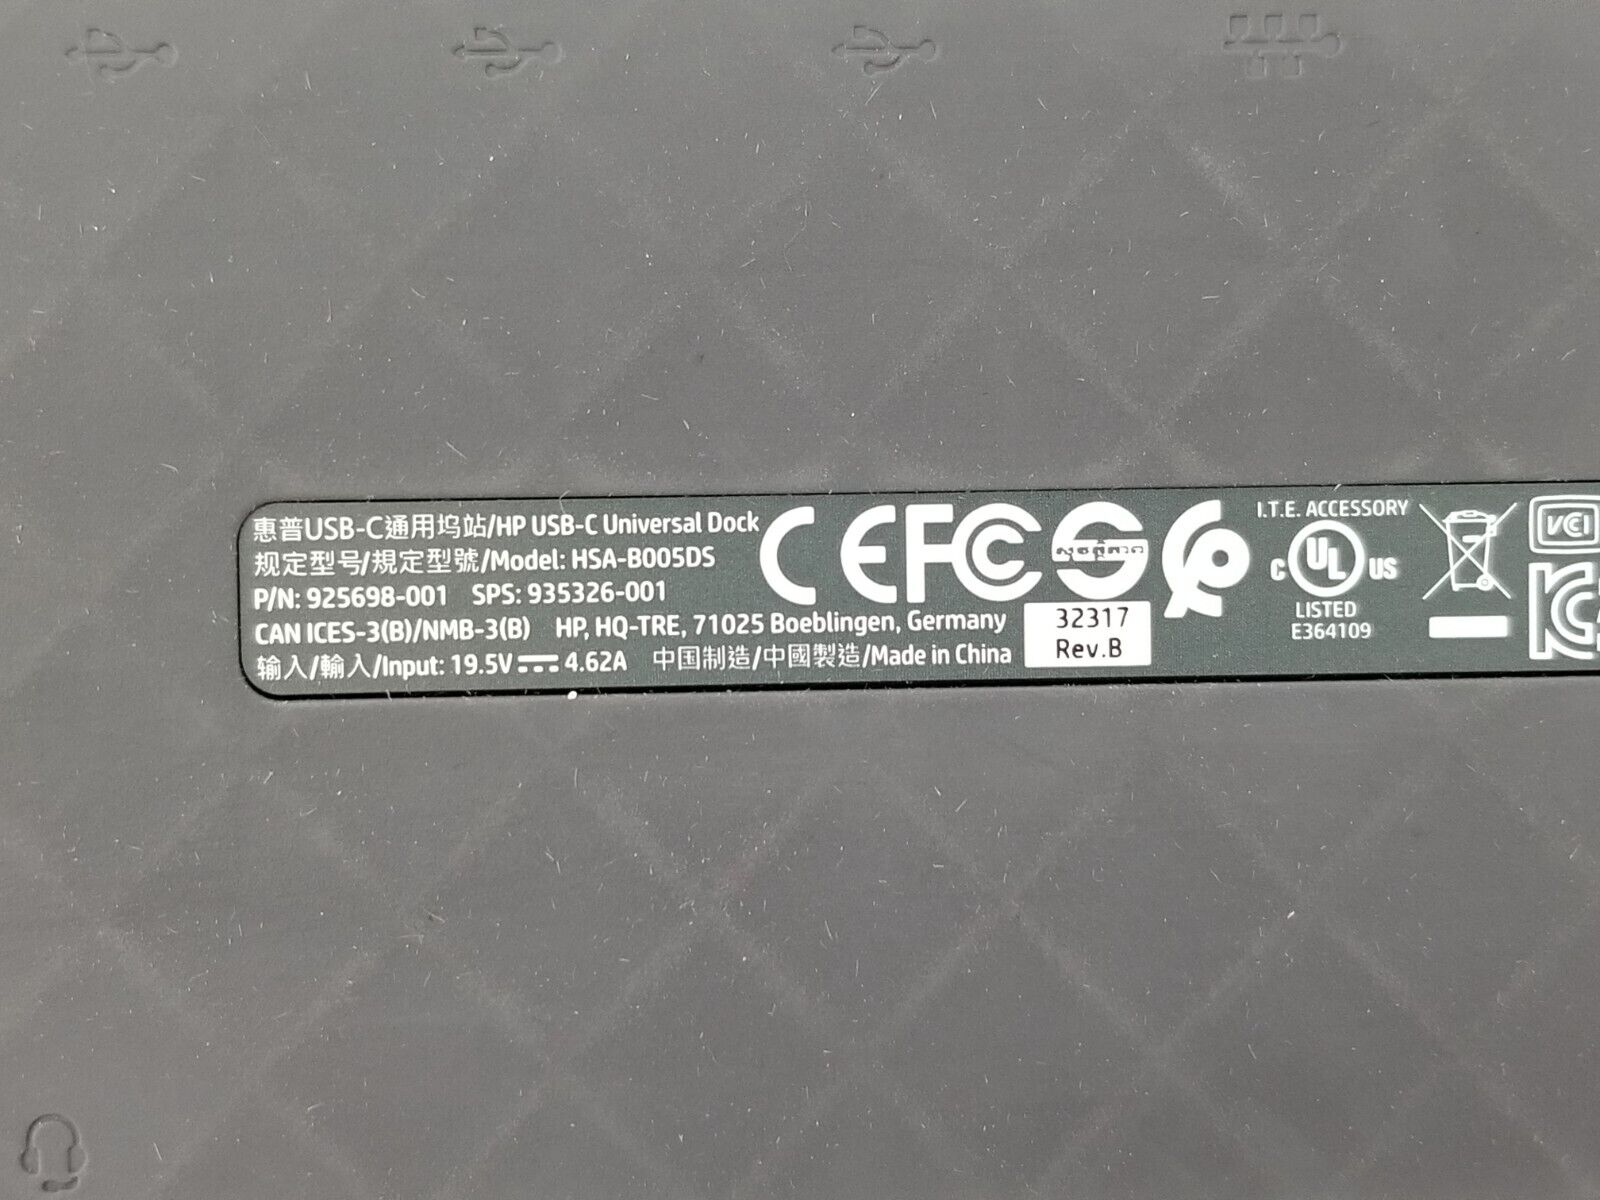 惠普USB-C通用坞站/HP USB-C Universal Dock
规定型号/規定型號/Model: HSA-B005DS
P/N: 925698-001 SPS: 935326-001
CAN ICES-3(B)/NMB-3(B) HP, HQ-TRE, 71025 Boeblingen, Germany
输入/輸入/Input: 19.5V⎓4.62A 中国制造/中國製造/Made in China
CE FC
32317
Rev.B
I.T.E. ACCESSORY
C UL US
LISTED
E364109
VCI